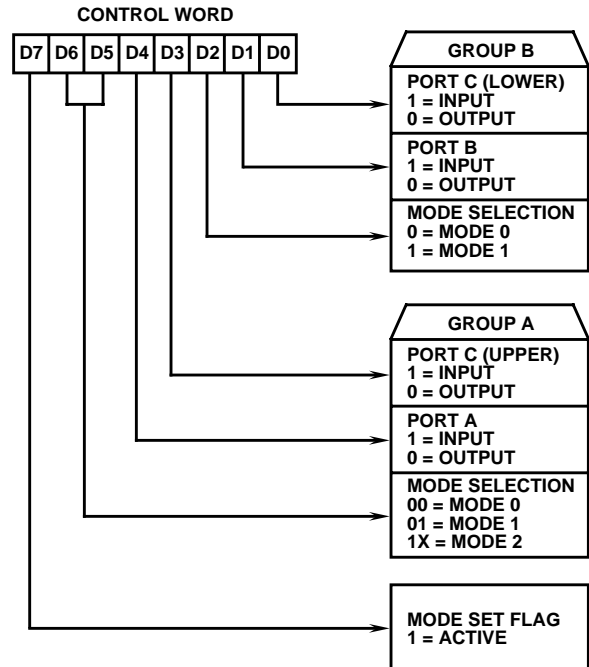 CONTROL WORD
D7 D6 D5 D4 D3 D2 D1 D0
GROUP B
PORT C (LOWER)
1 = INPUT
0 = OUTPUT
PORT B
1 = INPUT
0 = OUTPUT
MODE SELECTION
0 = MODE 0
1 = MODE 1
GROUP A
PORT C (UPPER)
1 = INPUT
0 = OUTPUT
PORT A
1 = INPUT
0 = OUTPUT
MODE SELECTION
00 = MODE 0
01 = MODE 1
1X = MODE 2
MODE SET FLAG
1 = ACTIVE